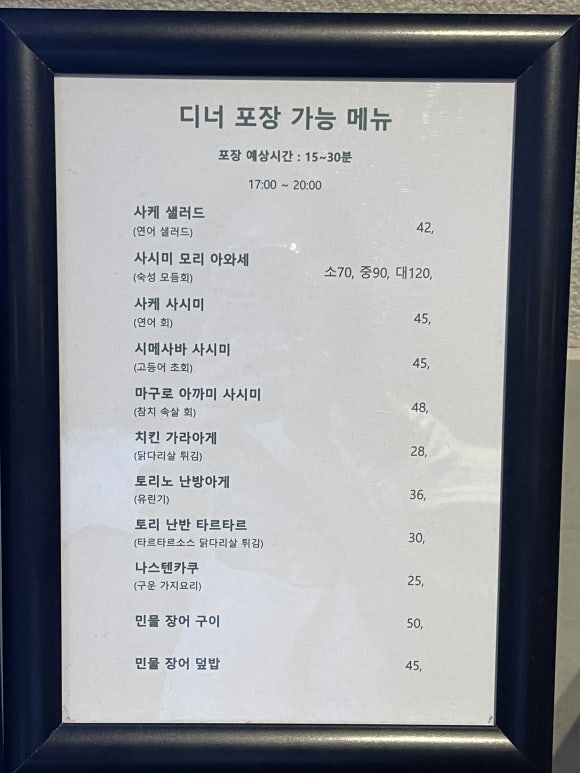 디너 포장 가능 메뉴
포장 예상시간 : 15~30분
17:00 ~ 20:00
사케 샐러드
(연어 샐러드) 42,
사시미 모리 아와세
(숙성 모듬회) 소70, 중90, 대120,
사케 사시미
(연어 회) 45,
시메사바 사시미
(고등어 초회) 45,
마구로 아까미 사시미
(참치 속살 회) 48,
치킨 가라아게
(닭다리살 튀김) 28,
토리노 난방아게
(유린기) 36,
토리 난반 타르타르
(타르타르소스 닭다리살 튀김) 30,
나스텐카쿠
(구운 가지요리) 25,
민물 장어 구이 50,
민물 장어 덮밥 45,